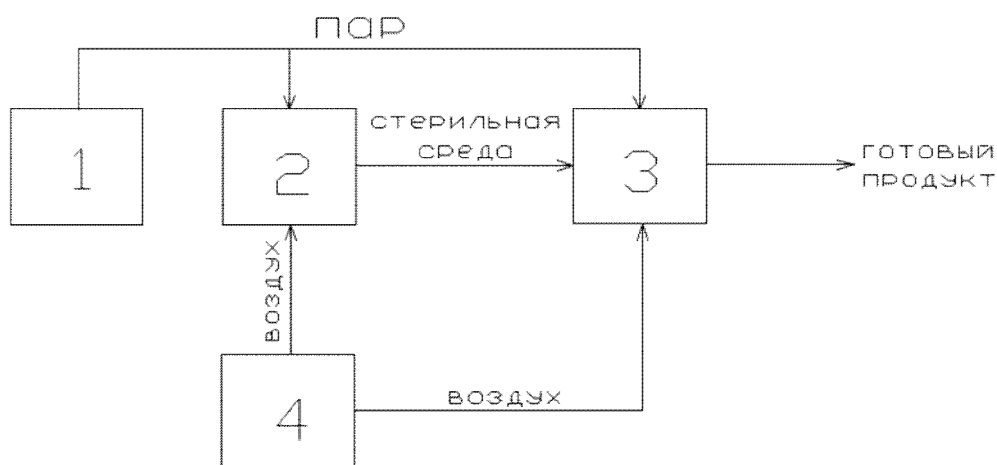 ПАР
1
2
стерильная
среда
3
готовый
продукт
воздух
4
воздух